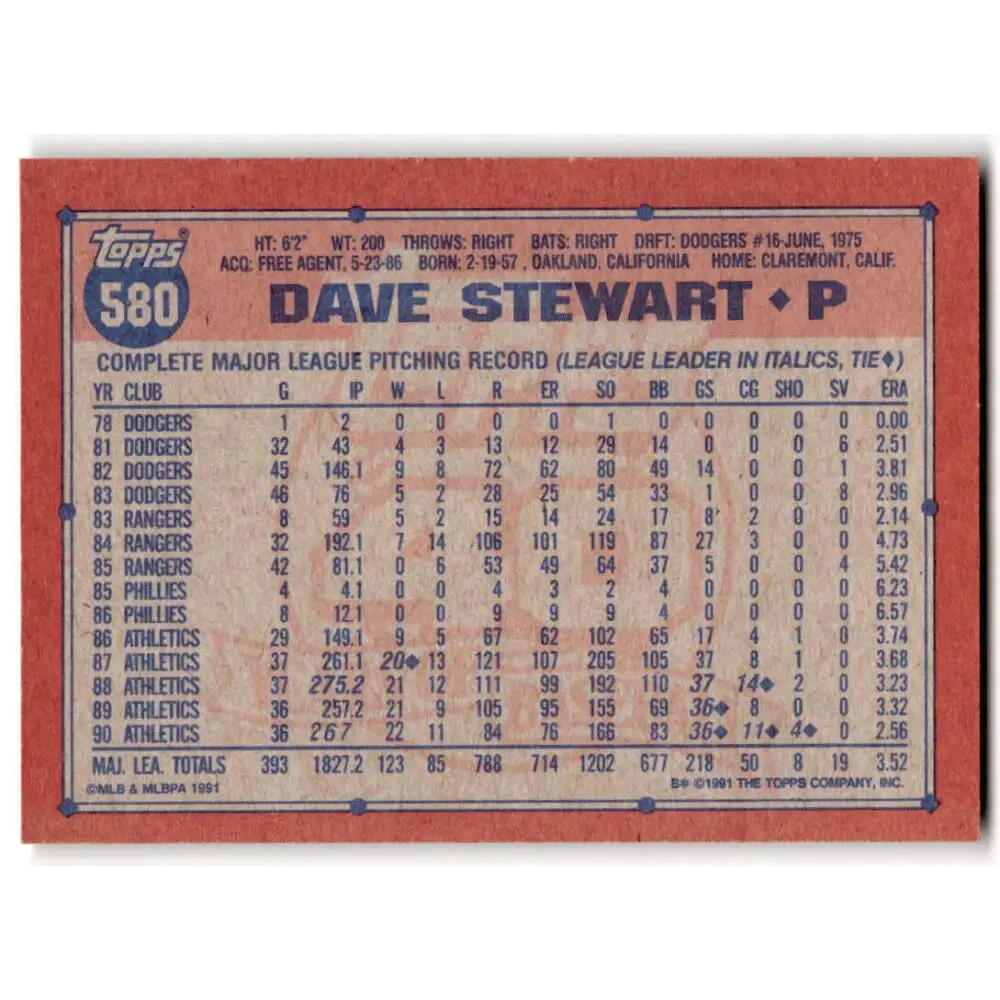 topps®
580
HT: 6'2" WT: 200 THROWS: RIGHT BATS: RIGHT DRFT: DODGERS #16-JUNE, 1975
ACQ: FREE AGENT, 5-23-86 BORN: 2-19-57 , OAKLAND, CALIFORNIA HOME: CLAREMONT, CALIF.
DAVE STEWART ♦ P
COMPLETE MAJOR LEAGUE PITCHING RECORD (LEAGUE LEADER IN ITALICS, TIE♦)
YR CLUB G IP W L R ER SO BB GS CG SHO SV ERA
78 DODGERS 1 2 0 0 0 0 1 0 0 0 0 0 0.00
81 DODGERS 32 43 4 3 13 12 29 14 0 0 0 6 2.51
82 DODGERS 45 146.1 9 8 72 62 80 49 14 0 0 1 3.81
83 DODGERS 46 76 5 2 28 25 54 33 1 0 0 8 2.96
83 RANGERS 8 59 5 2 15 14 24 17 8 2 0 0 2.14
84 RANGERS 32 192.1 7 14 106 101 119 87 27 3 0 0 4.73
85 RANGERS 42 81.1 0 6 53 49 64 37 5 0 0 4 5.42
85 PHILLIES 4 4.1 0 0 4 3 2 4 0 0 0 0 6.23
86 PHILLIES 8 12.1 0 0 9 9 9 4 0 0 0 0 6.57
86 ATHLETICS 29 149.1 9 5 67 62 102 65 17 4 1 0 3.74
87 ATHLETICS 37 261.1 20♦ 13 121 107 205 105 37 8 1 0 3.68
88 ATHLETICS 37 275.2 21 12 111 99 192 110 37 14♦ 2 0 3.23
89 ATHLETICS 36 257.2 21 9 105 95 155 69 36♦ 8 0 0 3.32
90 ATHLETICS 36 267 22 11 84 76 166 83 36♦ 11♦ 4♦ 0 2.56
MAJ. LEA. TOTALS 393 1827.2 123 85 788 714 1202 677 218 50 8 19 3.52
©MLB & MLBPA 1991 B* ©1991 THE TOPPS COMPANY, INC.